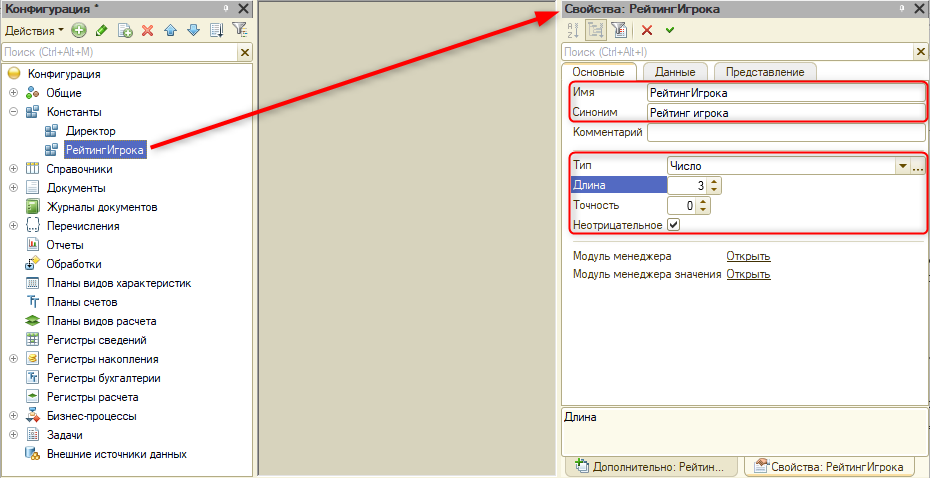 Конфигурация *
Действия
Поиск (Ctrl+Alt+M)
Конфигурация
Общие
Константы
Директор
РейтингИгрока
Справочники
Документы
Журналы документов
Перечисления
Отчеты
Обработки
Планы видов характеристик
Планы счетов
Планы видов расчета
Регистры сведений
Регистры накопления
Регистры бухгалтерии
Регистры расчета
Бизнес-процессы
Задачи
Внешние источники данных
Свойства: РейтингИгрока
Поиск (Ctrl+Alt+I)
Основные Данные Представление
Имя РейтингИгрока
Синоним Рейтинг игрока
Комментарий
Тип Число
Длина 3
Точность 0
Неотрицательное
Модуль менеджера Открыть
Модуль менеджера значения Открыть
Длина
Дополнительно: Рейтин... Свойства: РейтингИгрока